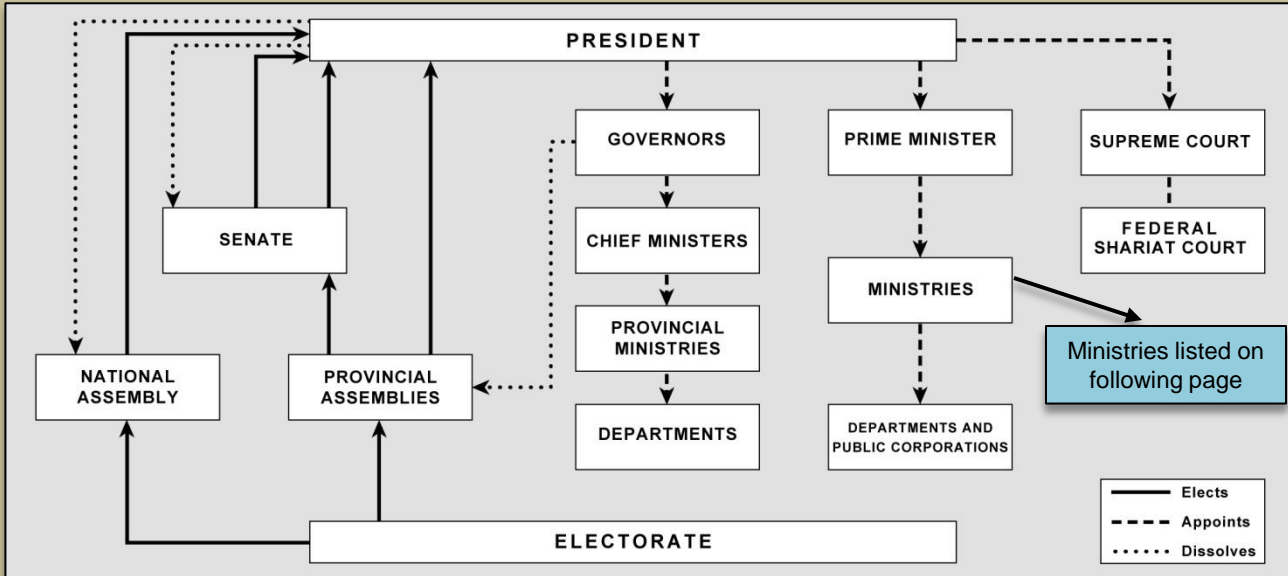 PRESIDENT
GOVERNORS
PRIME MINISTER
SUPREME COURT
SENATE
CHIEF MINISTERS
FEDERAL
SHARIAT COURT
MINISTRIES
PROVINCIAL
MINISTRIES
Ministries listed on
following page
NATIONAL
ASSEMBLY
PROVINCIAL
ASSEMBLIES
DEPARTMENTS
DEPARTMENTS AND
PUBLIC CORPORATIONS
ELECTORATE
Elects
Appoints
Dissolves